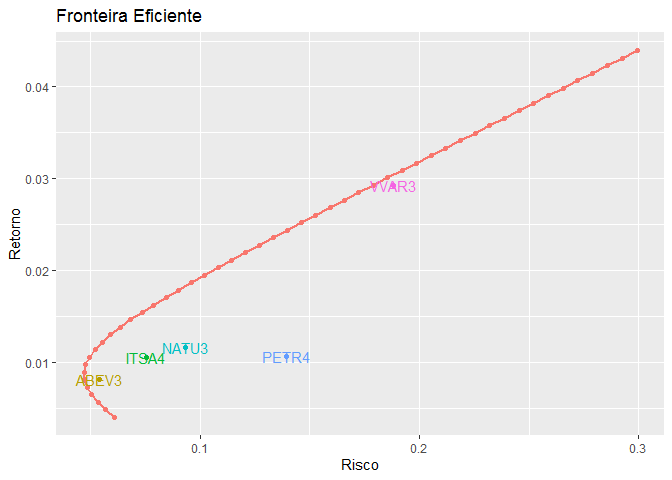 Fronteira Eficiente
0.04
0.03
0.02
0.01
Retorno
VVAR3
NATU3
ITSA4
PETR4
ABEV3
0.1
0.2
0.3
Risco